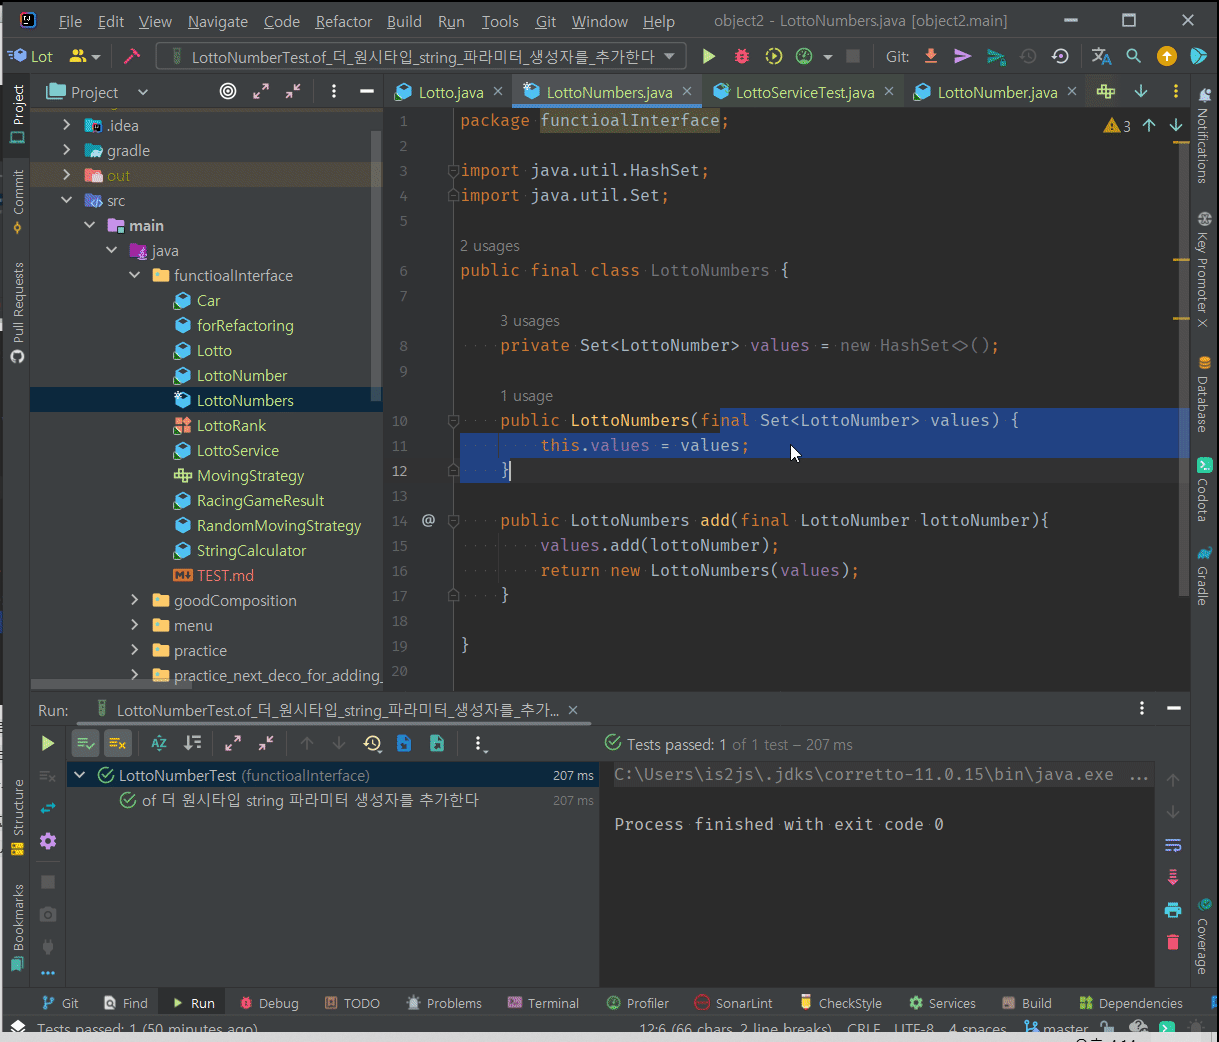 File Edit View Navigate Code Refactor Build Run Tools Git Window Help object2 - LottoNumbers.java [object2.main]
Lot LottoNumberTest.of_더_원시타입_string_파라미터_생성자를_추가한다 Git:
Project
Lotto.java LottoNumbers.java LottoServiceTest.java LottoNumber.java
Project
Commit
Pull Requests
.idea
gradle
out
src
main
java
functioalInterface
Car
forRefactoring
Lotto
LottoNumber
LottoNumbers
LottoRank
LottoService
MovingStrategy
RacingGameResult
RandomMovingStrategy
StringCalculator
TEST.md
goodComposition
menu
practice
practice_next_deco_for_adding_
3
1 package functioalInterface;
2
3 import java.util.HashSet;
4 import java.util.Set;
5
2 usages
6 public final class LottoNumbers {
7
3 usages
8 private Set<LottoNumber> values = new HashSet<>();
9
1 usage
10 public LottoNumbers(final Set<LottoNumber> values) {
11 this.values = values;
12 }
13
14 @ public LottoNumbers add(final LottoNumber lottoNumber){
15 values.add(lottoNumber);
16 return new LottoNumbers(values);
17 }
18
19 }
20
Notifications
Key Promoter X
Database
Codota
Gradle
Coverage
Run: LottoNumberTest.of_더_원시타입_string_파라미터_생성자를_추가...
Tests passed: 1 of 1 test – 207 ms
LottoNumberTest (functioalInterface) 207 ms
of 더 원시타입 string 파라미터 생성자를 추가한다 207 ms
C:\Users\is2js\.jdks\corretto-11.0.15\bin\java.exe ...
Process finished with exit code 0
Structure
Bookmarks
Git Find Run Debug TODO Problems Terminal Profiler SonarLint CheckStyle Services Build Dependencies
Tests passed: 1 (50 minutes ago) 12:6 (66 chars, 2 line breaks) CRLF UTF-8 4 spaces master